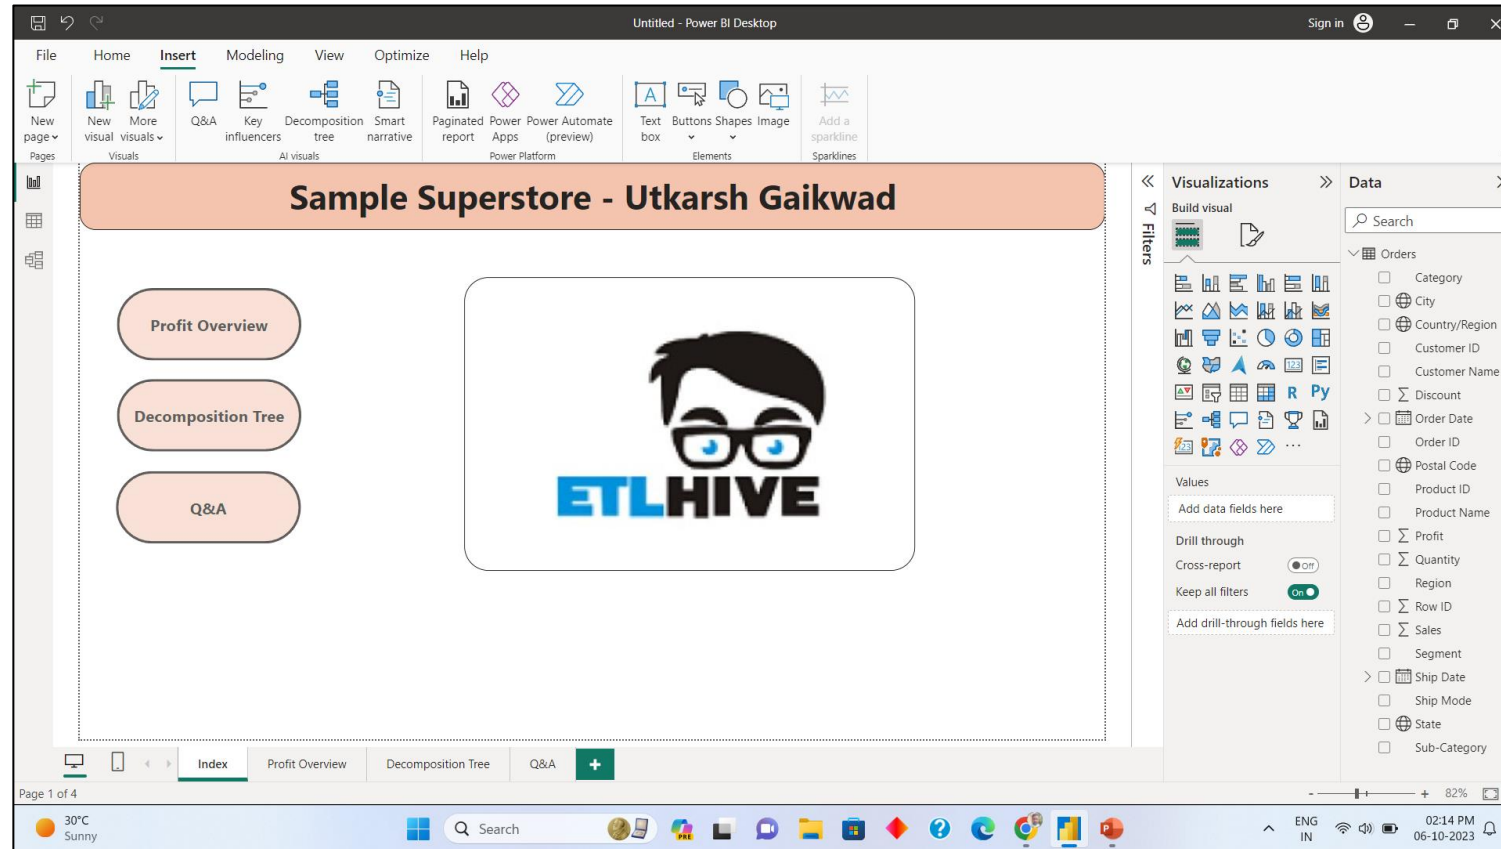 Untitled - Power BI Desktop
Sign in
File Home Insert Modeling View Optimize Help
New page
New visual
More visuals
Q&A
Key influencers
Decomposition tree
Smart narrative
Paginated report
Power Apps
Power Automate (preview)
Text box
Buttons
Shapes
Image
Add a sparkline
Pages
Visuals
AI visuals
Power Platform
Elements
Sparklines
Sample Superstore - Utkarsh Gaikwad
Profit Overview
Decomposition Tree
Q&A
ETLHIVE
Filters
Visualizations
Build visual
R
Py
123
Values
Add data fields here
Drill through
Cross-report
Off
Keep all filters
On
Add drill-through fields here
Data
Search
Orders
Category
City
Country/Region
Customer ID
Customer Name
Discount
Order Date
Order ID
Postal Code
Product ID
Product Name
Profit
Quantity
Region
Row ID
Sales
Segment
Ship Date
Ship Mode
State
Sub-Category
Index
Profit Overview
Decomposition Tree
Q&A
+
Page 1 of 4
- + 82%
30°C
Sunny
Search
PRE
ENG
IN
02:14 PM
06-10-2023